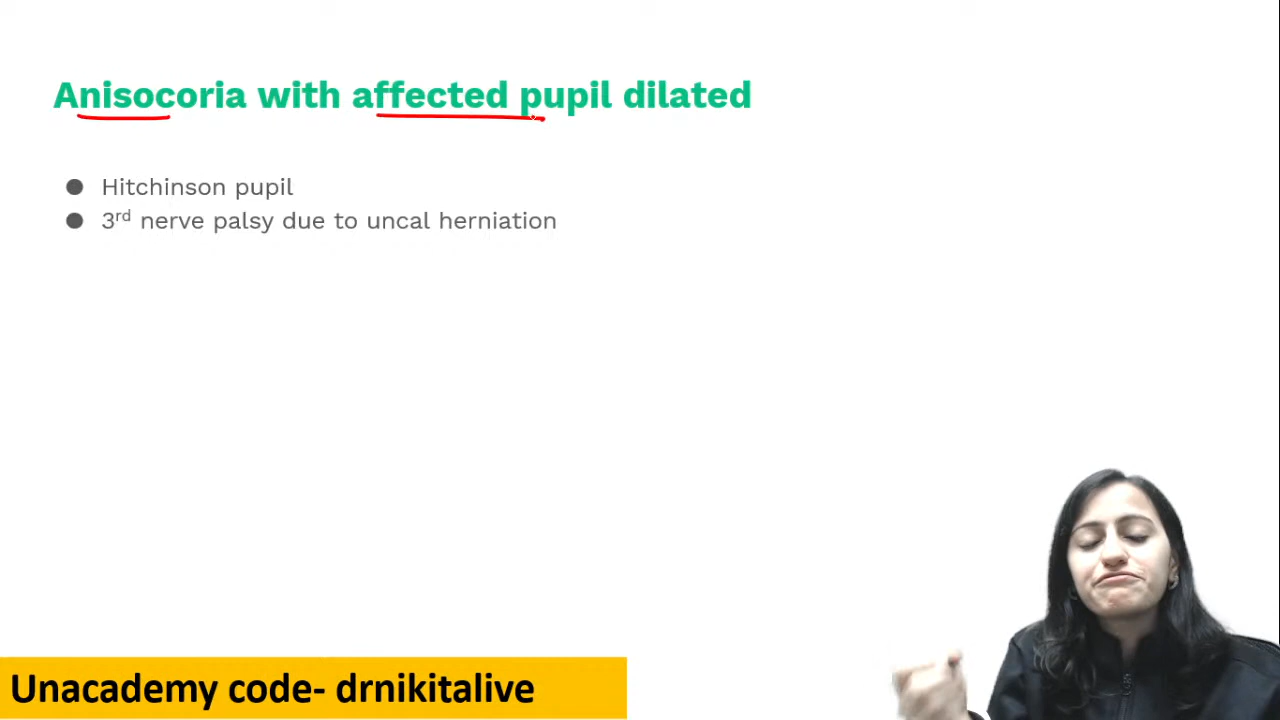 Anisocoria with affected pupil dilated
● Hitchinson pupil
● 3rd nerve palsy due to uncal herniation
Unacademy code- drnikitalive